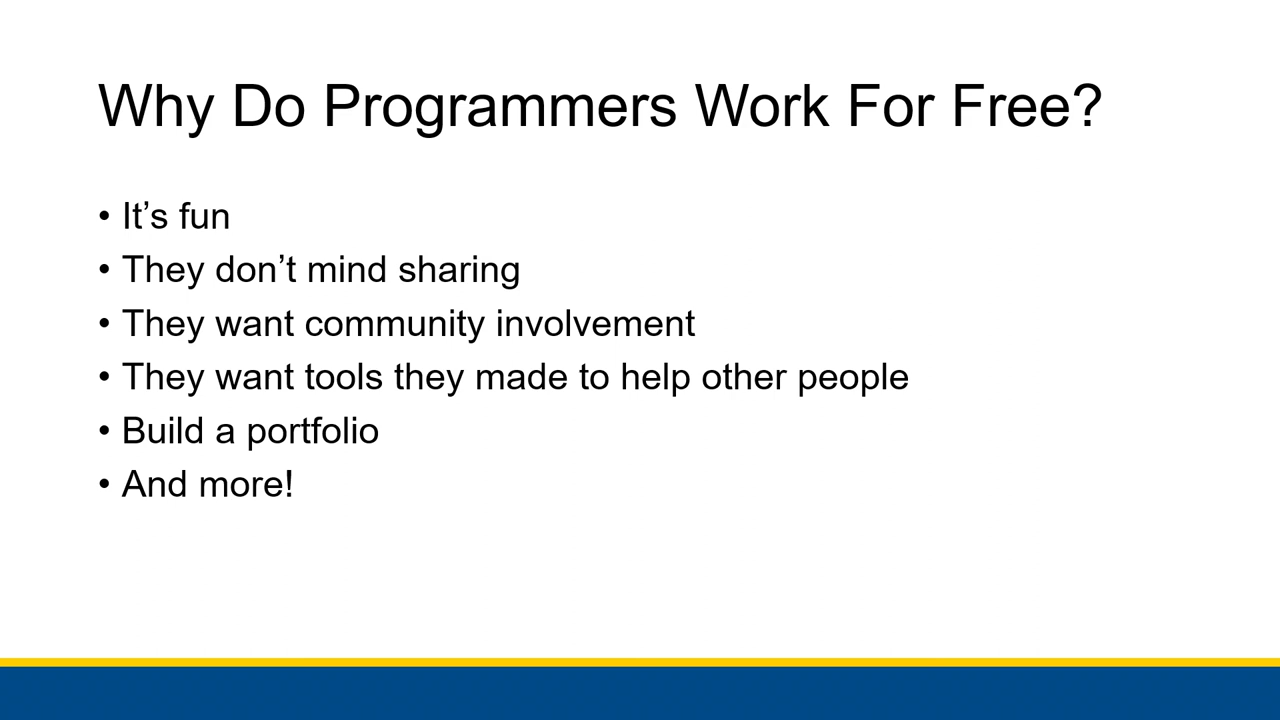 Why Do Programmers Work For Free?
• It’s fun
• They don’t mind sharing
• They want community involvement
• They want tools they made to help other people
• Build a portfolio
• And more!